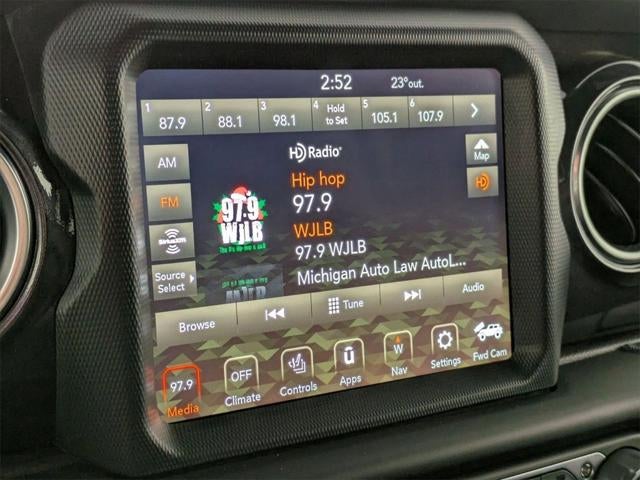 2:52 23°out.
1 87.9 2 88.1 3 98.1 4 Hold to Set 5 105.1 6 107.9
AM
HD Radio
Map
Hip hop
FM
97.9
HD
97.9
WJLB
WJLB
SiriusXM
97.9 WJLB
Source Select
Michigan Auto Law AutoL...
Browse
Tune
Audio
97.9
Media
OFF
Climate
Controls
Apps
W
Nav
Settings
Fwd Cam